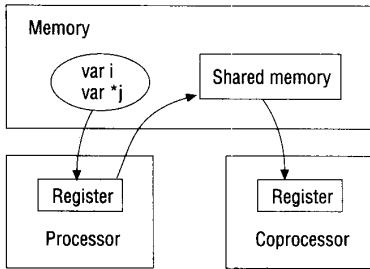 Memory
var i
var *j
Shared memory
Register
Register
Processor
Coprocessor